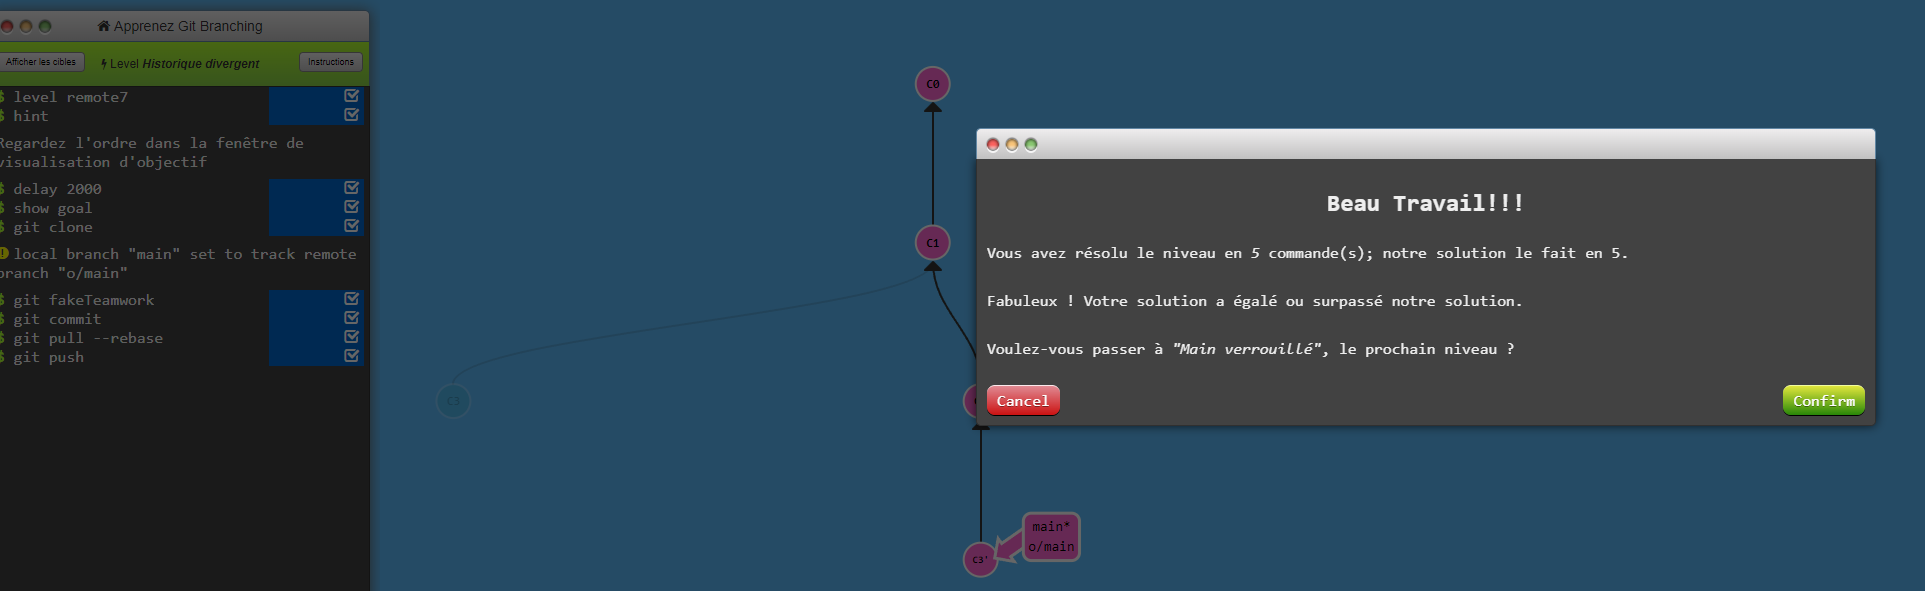 Apprenez Git Branching
Afficher les cibles
Level Historique divergent
Instructions
$ level remote7
$ hint
Regardez l'ordre dans la fenêtre de
visualisation d'objectif
$ delay 2000
$ show goal
$ git clone
local branch "main" set to track remote
branch "o/main"
$ git fakeTeamwork
$ git commit
$ git pull --rebase
$ git push
C0
C1
C3
Beau Travail!!!
Vous avez résolu le niveau en 5 commande(s); notre solution le fait en 5.
Fabuleux ! Votre solution a égalé ou surpassé notre solution.
Voulez-vous passer à "Main verrouillé", le prochain niveau ?
Cancel
Confirm
main*
o/main
C3'